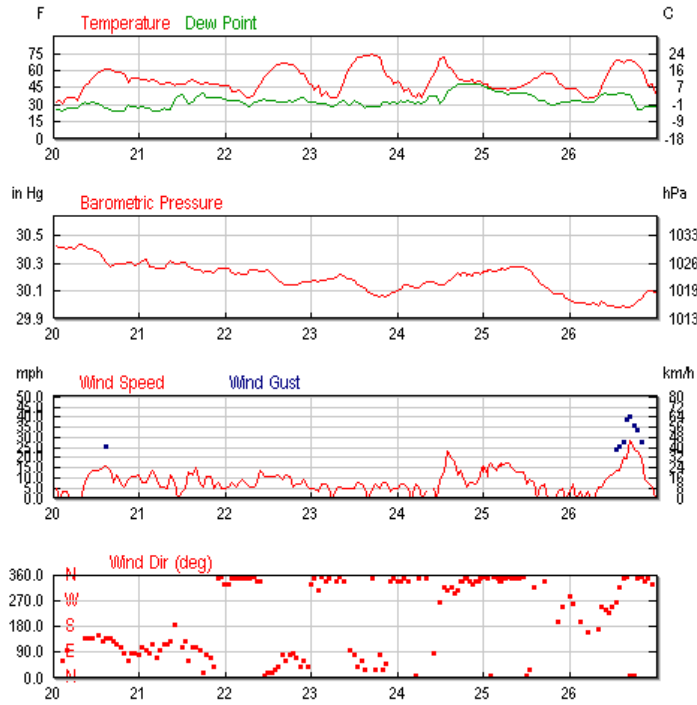 F Temperature Dew Point C
75 24
60 16
45 7
30 -1
15 -9
0 -18
20 21 22 23 24 25 26
in Hg Barometric Pressure hPa
30.5 1033
30.3 1026
30.1 1019
29.9 1013
20 21 22 23 24 25 26
mph Wind Speed Wind Gust km/h
50.0 80
45.0 72
40.0 64
35.0 56
30.0 48
25.0 40
20.0 32
15.0 24
10.0 16
5.0 8
0.0 0
20 21 22 23 24 25 26
Wind Dir (deg)
360.0 N
270.0 W
180.0 S
90.0 E
0.0 N
20 21 22 23 24 25 26